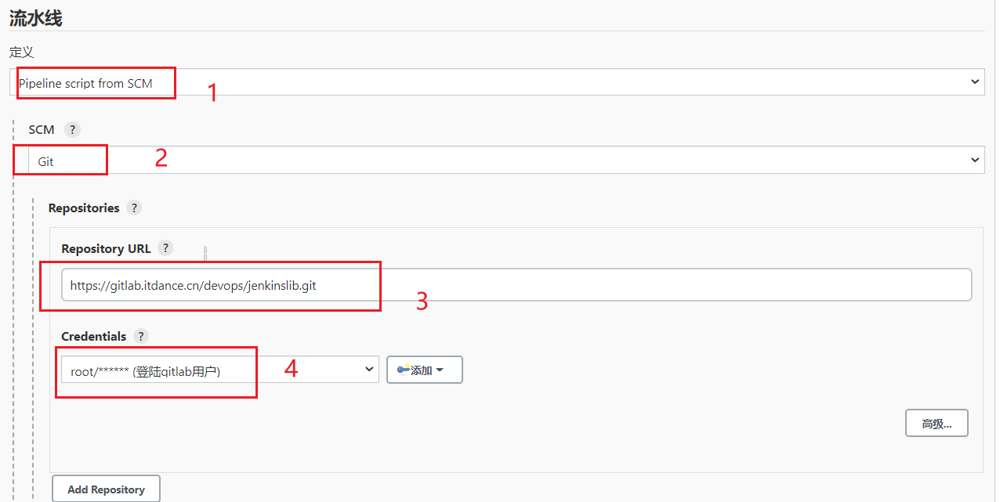 流水线
定义
Pipeline script from SCM
1
SCM ?
Git
2
Repositories ?
Repository URL ?
https://gitlab.itdance.cn/devops/jenkinslib.git
3
Credentials ?
root/****** (登陆gitlab用户)
4
添加
高级...
Add Repository